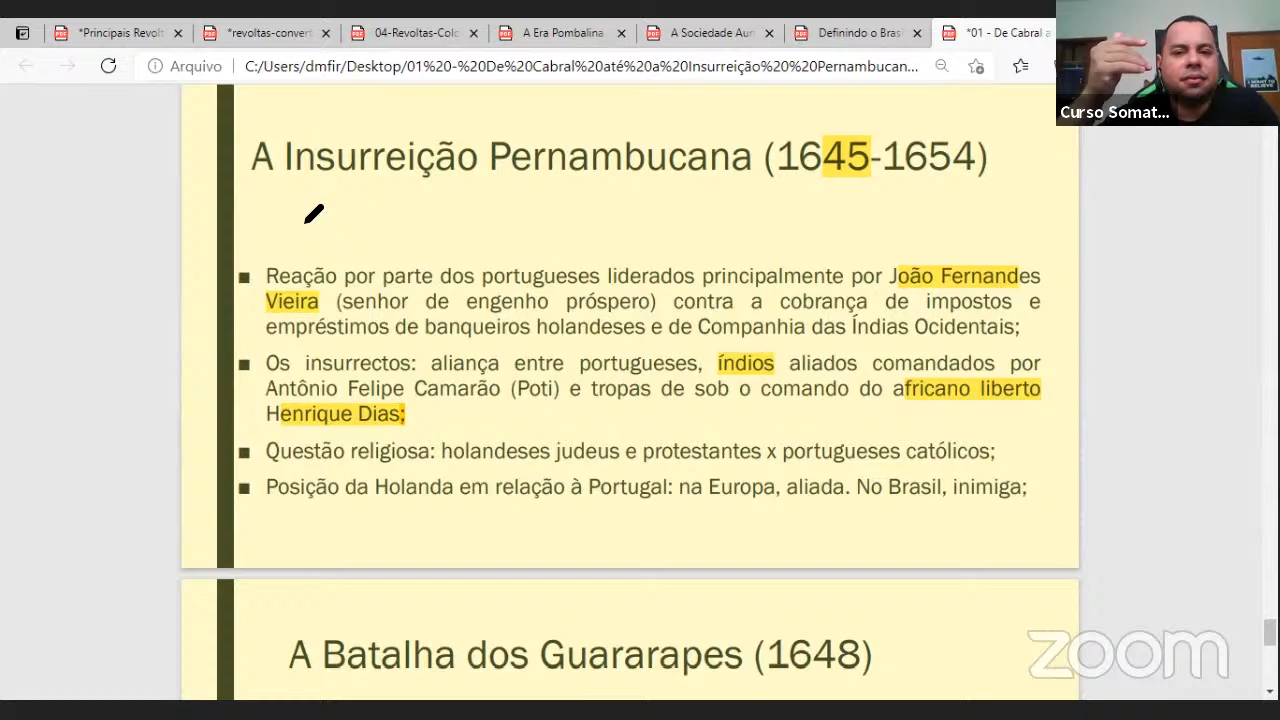 *Principais Revolt
*revoltas-convert
04-Revoltas-Colo
A Era Pombalina
A Sociedade Aur
Definindo o Bras
*01 - De Cabral a
Arquivo
C:/Users/dmfir/Desktop/01%20-%20De%20Cabral%20até%20a%20Insurreição%20%20Pernambucan...
I WANT TO BELIEVE
Curso Somat...
A Insurreição Pernambucana (1645-1654)
■ Reação por parte dos portugueses liderados principalmente por João Fernandes
Vieira (senhor de engenho próspero) contra a cobrança de impostos e
empréstimos de banqueiros holandeses e de Companhia das Índias Ocidentais;
■ Os insurrectos: aliança entre portugueses, índios aliados comandados por
Antônio Felipe Camarão (Poti) e tropas de sob o comando do africano liberto
Henrique Dias;
■ Questão religiosa: holandeses judeus e protestantes x portugueses católicos;
■ Posição da Holanda em relação à Portugal: na Europa, aliada. No Brasil, inimiga;
A Batalha dos Guararapes (1648)
zoom